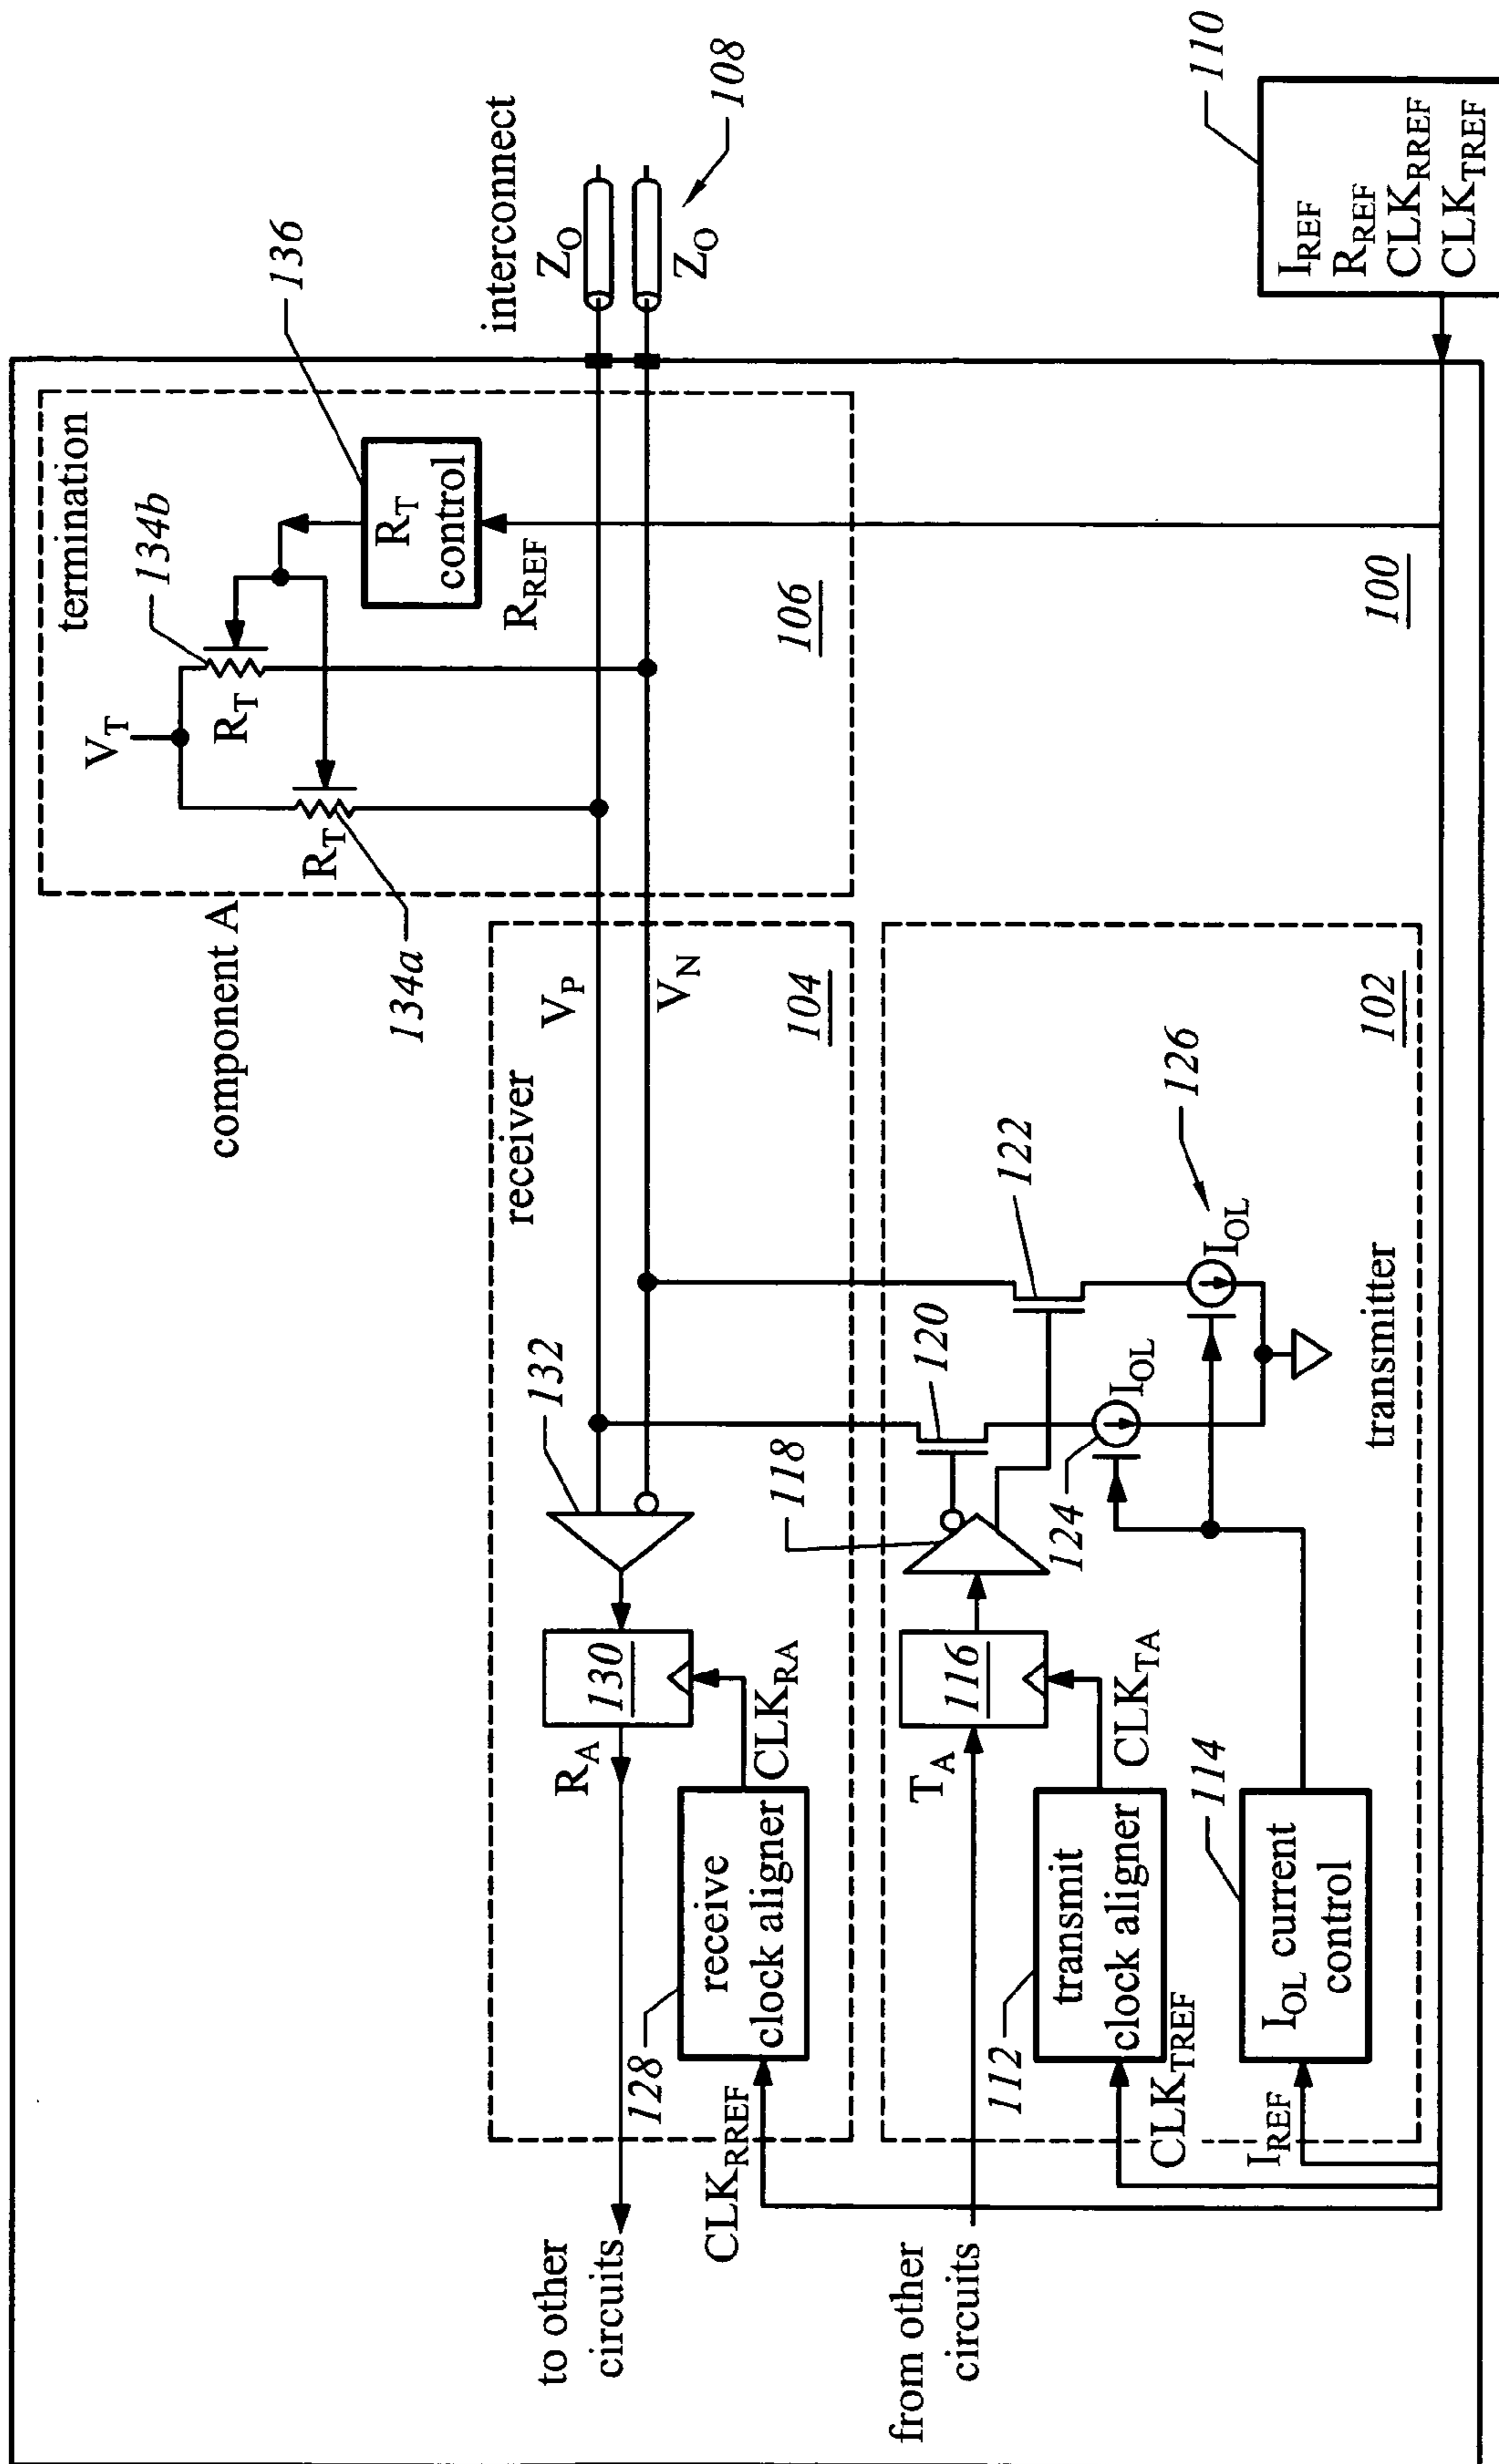 component A
termination
V_T
134b
136
R_T
R_T
134a
R_T
control
R_REF
106
interconnect
Z_O
Z_O
108
receiver
132
V_P
V_N
to other
circuits
R_A
130
CLK_RA
128
receive
clock aligner
CLK_RREF
104
100
from other
circuits
T_A
116
118
120
122
CLK_TA
112
transmit
clock aligner
CLK_TREF
124
I_OL
126
I_OL
114
I_OL current
control
I_REF
transmitter
102
110
I_REF
R_REF
CLK_RREF
CLK_TREF